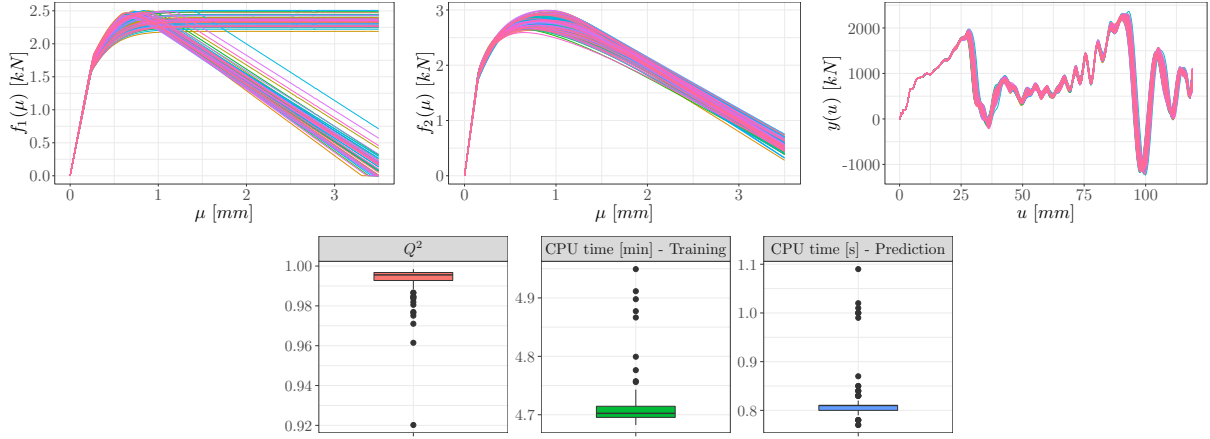 f₁(μ) [kN]
2.5
2.0
1.5
1.0
0.5
0.0
0 1 2 3
μ [mm]
f₂(μ) [kN]
3
2
1
0
0 1 2 3
μ [mm]
y(u) [kN]
2000
1000
0
-1000
0 25 50 75 100
u [mm]
Q²
1.00
0.98
0.96
0.94
0.92
CPU time [min] - Training
4.9
4.8
4.7
CPU time [s] - Prediction
1.1
1.0
0.9
0.8